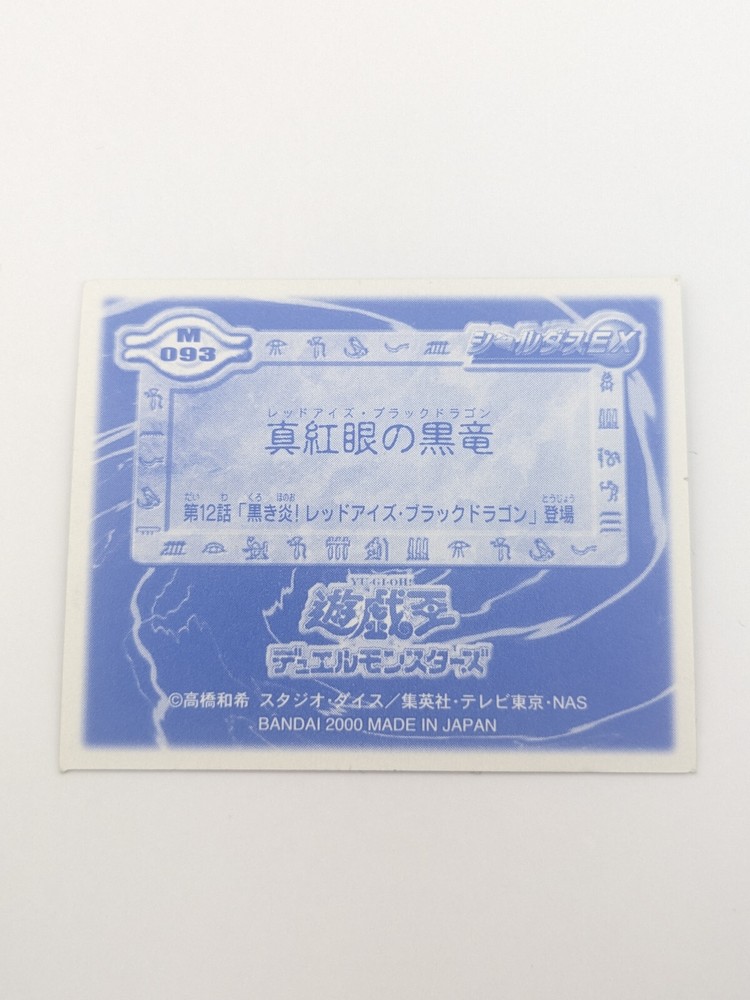 M
093
シールダスEX
レッドアイズ・ブラックドラゴン
真紅眼の黒竜
だい わ くろ ほのお とうじょう
第12話「黒き炎!レッドアイズ・ブラックドラゴン」登場
YU-GI-OH!
遊戯王
デュエルモンスターズ
©高橋和希 スタジオ・ダイス／集英社・テレビ東京・NAS
BANDAI 2000 MADE IN JAPAN